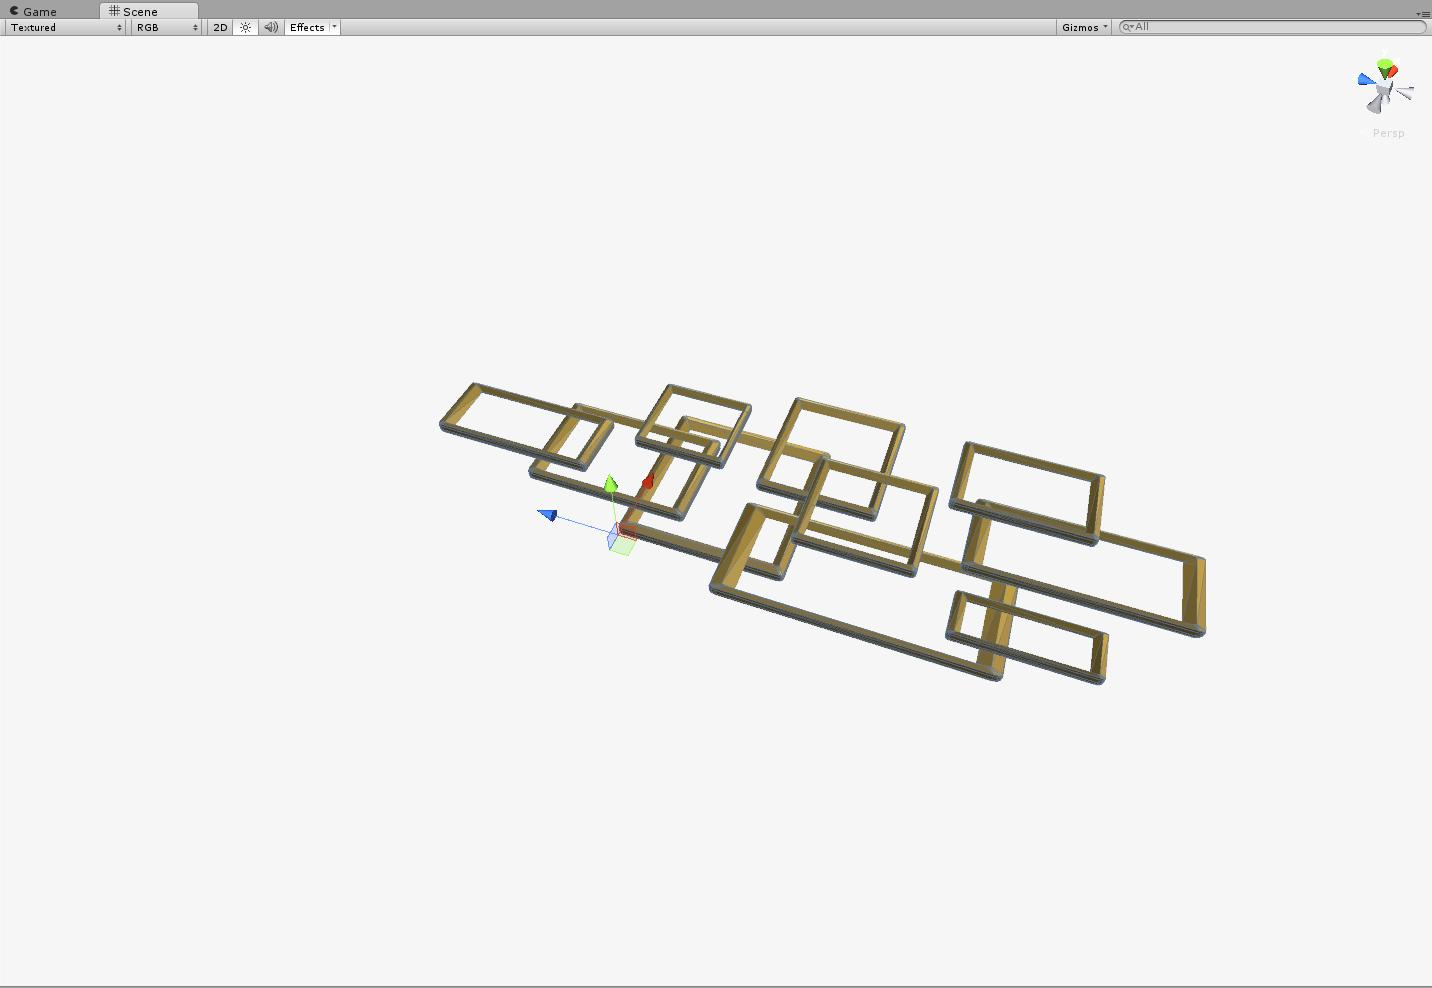 Game Scene
Textured RGB 2D Effects Gizmos All
y
Persp